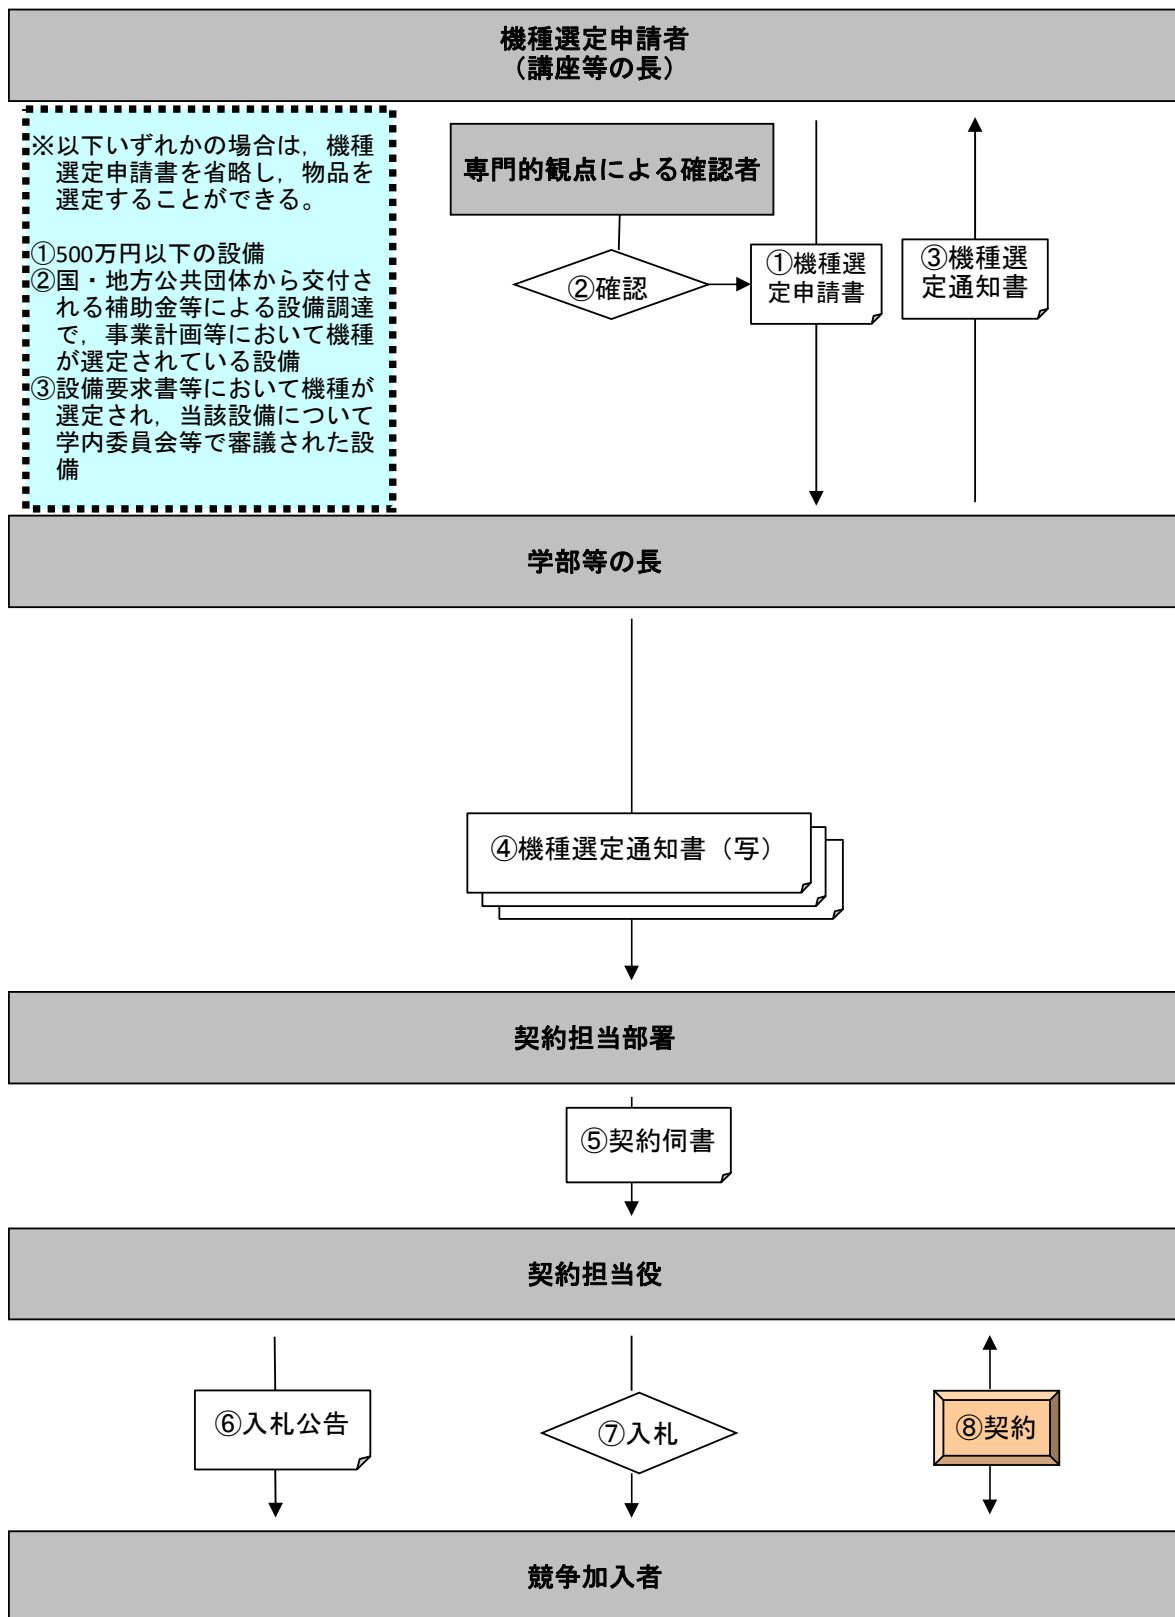 機種選定申請者
（講座等の長）
※以下いずれかの場合は，機種
選定申請書を省略し，物品を
選定することができる。
①500万円以下の設備
②国・地方公共団体から交付さ
れる補助金等による設備調達
で，事業計画等において機種
が選定されている設備
③設備要求書等において機種が
選定され，当該設備について
学内委員会等で審議された設
備
専門的観点による確認者
②確認
①機種選
定申請書
③機種選
定通知書
学部等の長
④機種選定通知書（写）
契約担当部署
⑤契約伺書
契約担当役
⑥入札公告
⑦入札
⑧契約
競争加入者